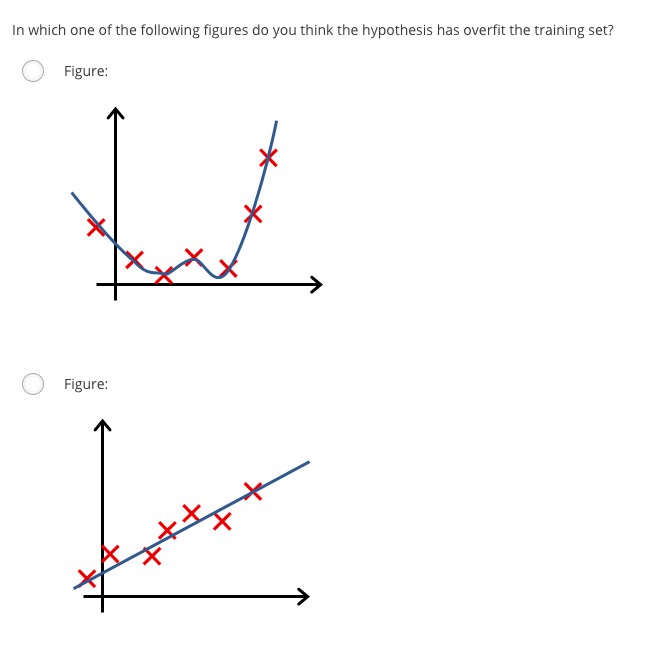 In which one of the following figures do you think the hypothesis has overfit the training set?
Figure:
Figure: